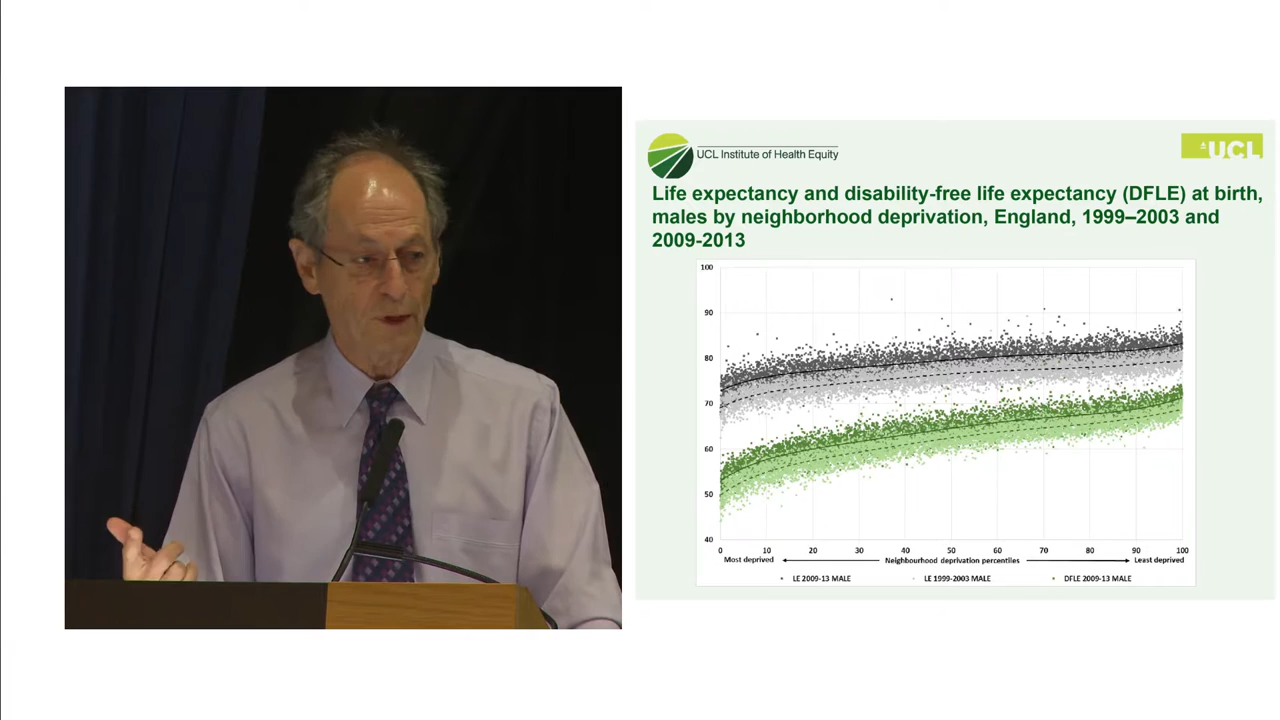 UCL Institute of Health Equity
UCL
Life expectancy and disability-free life expectancy (DFLE) at birth,
males by neighborhood deprivation, England, 1999–2003 and
2009-2013
100
90
80
70
60
50
40
0 10 20 30 40 50 60 70 80 90 100
Most deprived Neighbourhood deprivation percentiles Least deprived
LE 2009-13 MALE LE 1999-2003 MALE DFLE 2009-13 MALE